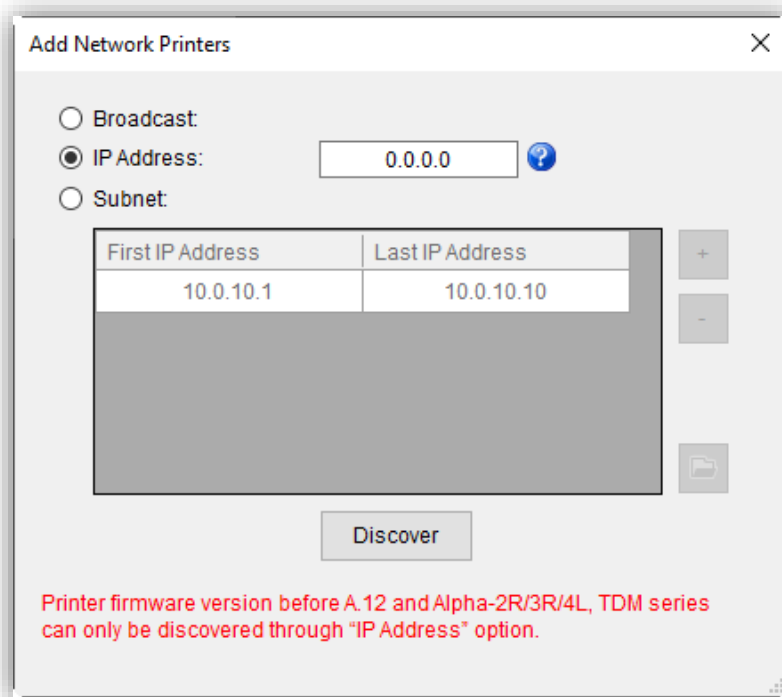 Add Network Printers
Broadcast:
IP Address: 0.0.0.0 ?
Subnet:
First IP Address Last IP Address
10.0.10.1 10.0.10.10
+
-
Discover
Printer firmware version before A.12 and Alpha-2R/3R/4L, TDM series
can only be discovered through “IP Address” option.